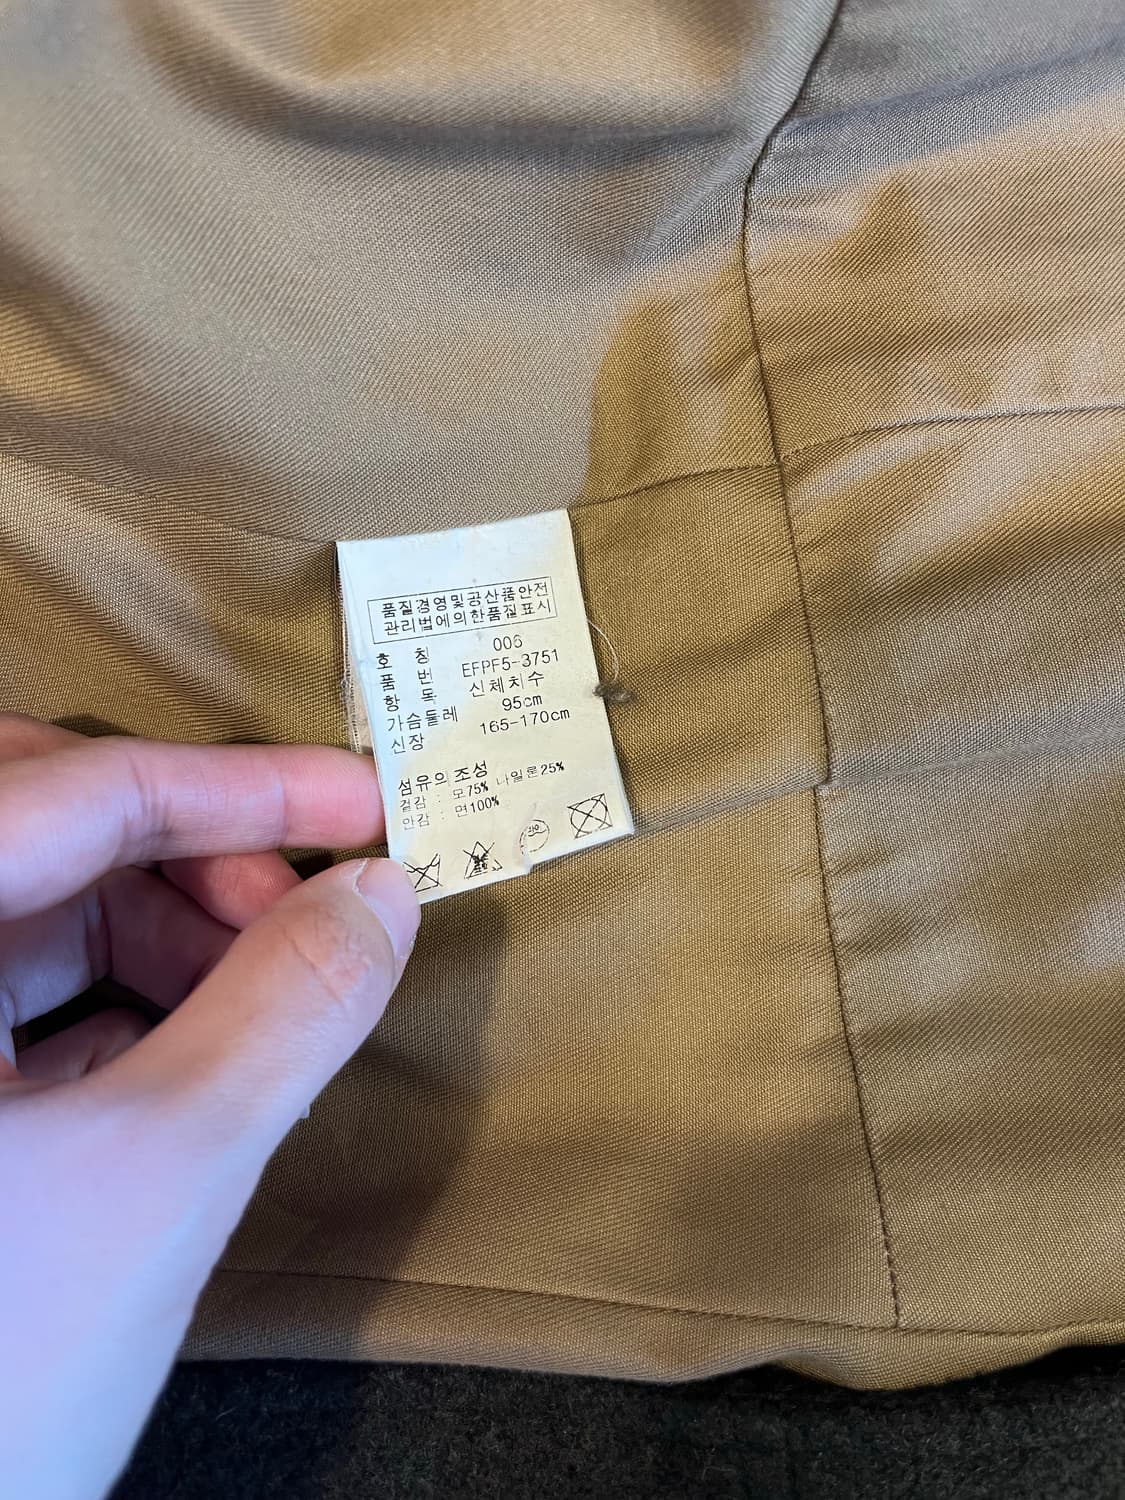 품질경영및공산품안전
관리법에의한품질표시
호 칭 006
품 번 EFPF5-3751
항 목 신체치수
가슴둘레 95cm
신장 165-170cm
섬유의 조성
겉감 : 모75% 나일론25%
안감 : 면100%